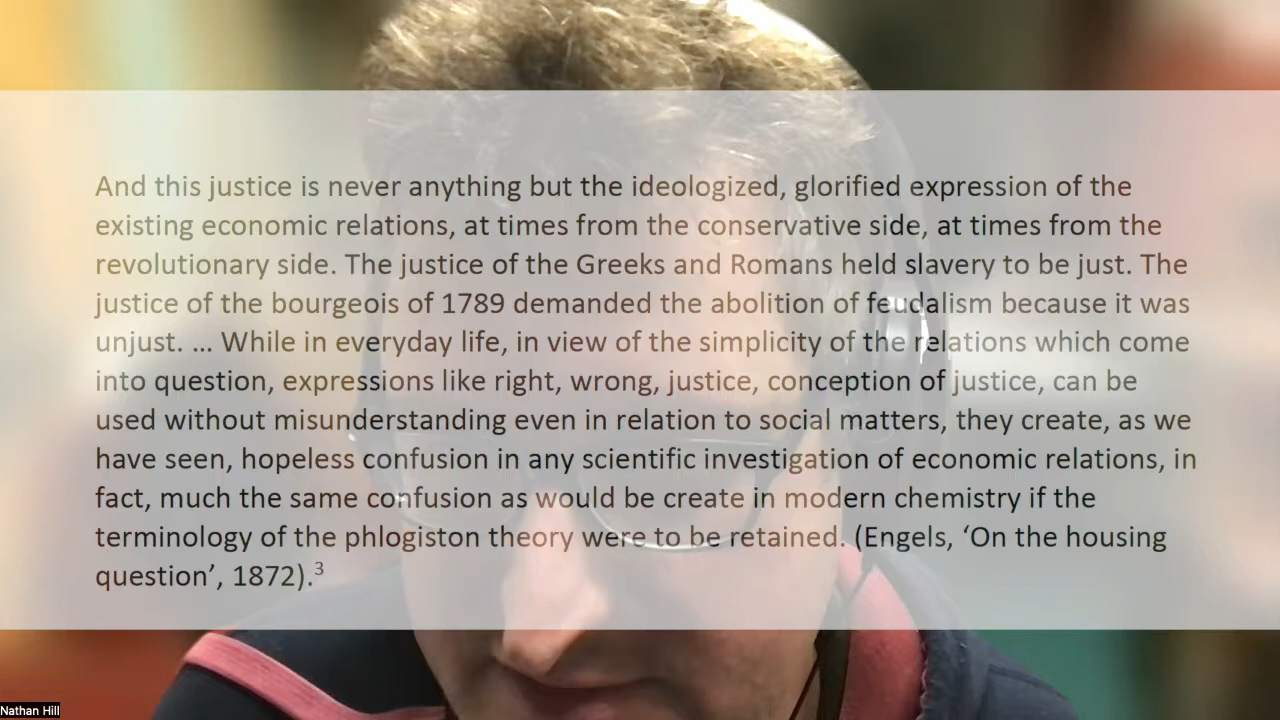 And this justice is never anything but the ideologized, glorified expression of the
existing economic relations, at times from the conservative side, at times from the
revolutionary side. The justice of the Greeks and Romans held slavery to be just. The
justice of the bourgeois of 1789 demanded the abolition of feudalism because it was
unjust. ... While in everyday life, in view of the simplicity of the relations which come
into question, expressions like right, wrong, justice, conception of justice, can be
used without misunderstanding even in relation to social matters, they create, as we
have seen, hopeless confusion in any scientific investigation of economic relations, in
fact, much the same confusion as would be create in modern chemistry if the
terminology of the phlogiston theory were to be retained. (Engels, ‘On the housing
question’, 1872).³
Nathan Hill